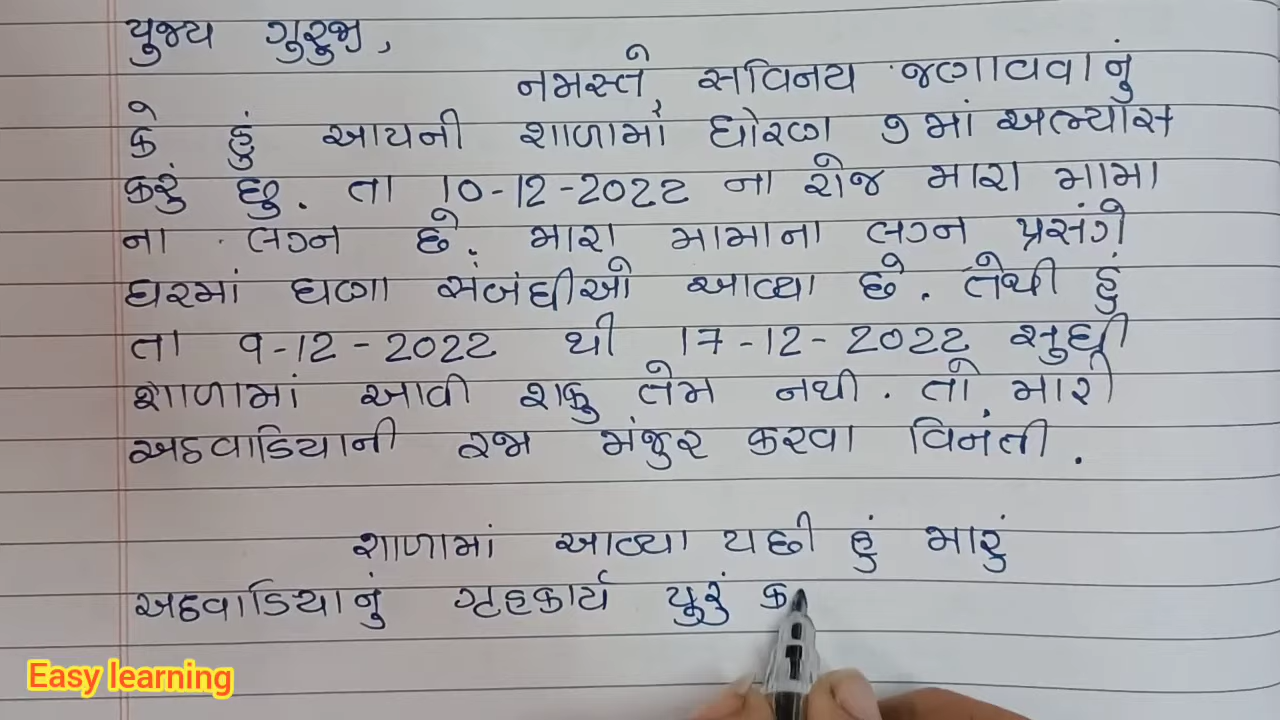 પુજ્ય ગુરુજી,
નમસ્તે, સવિનય જણાવવાનું
કે હું આપની શાળામાં ધોરણ ૭ માં અભ્યાસ
કરું છુ. તા 10-12-2022 ના રોજ મારા મામા
ના લગ્ન છે. મારા મામાના લગ્ન પ્રસંગે
ઘરમાં ઘણા સંબંધીઓ આવ્યા છે. તેથી હું
તા 9-12-2022 થી 17-12-2022 સુધી
શાળામાં આવી શકુ તેમ નથી. તો, મારી
અઠવાડિયાની રજા મંજુર કરવા વિનંતી.
શાળામાં આવ્યા પછી હું મારું
અઠવાડિયાનું ગૃહકાર્ય પૂરું ક
Easy learning